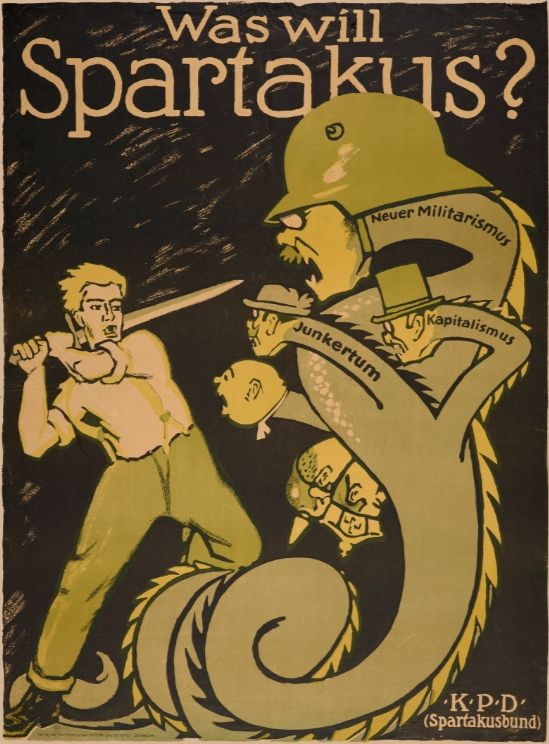 Was will
Spartakus?
Neuer Militarismus
Junkertum
Kapitalismus
·K·P·D·
(Spartakusbund)